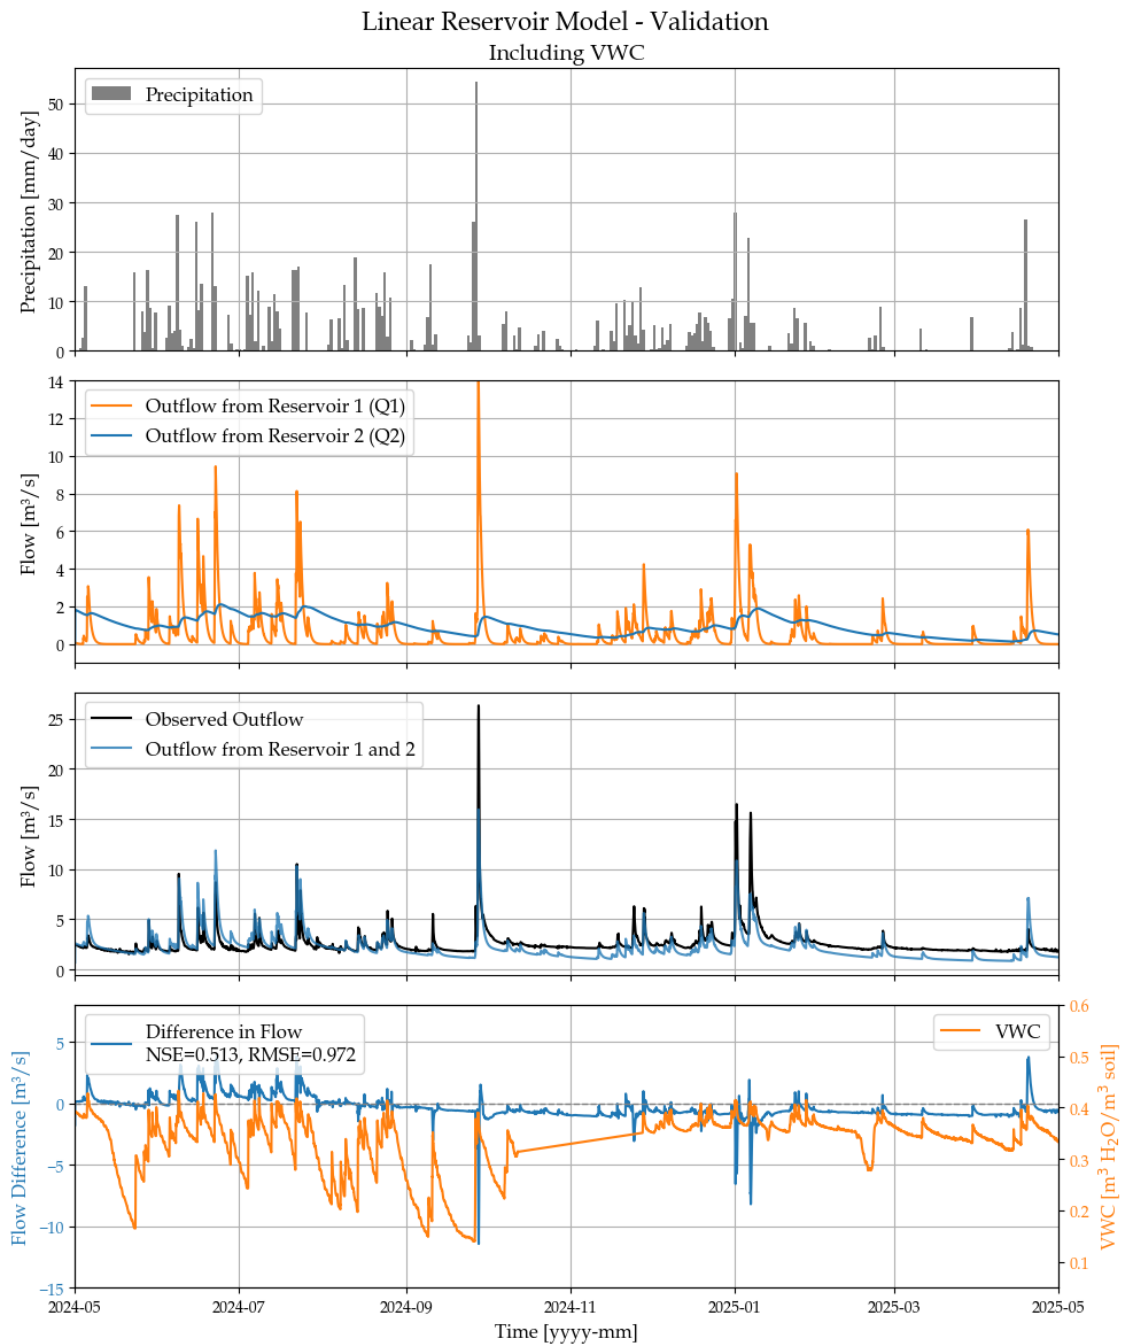 Linear Reservoir Model - Validation
Including VWC
Precipitation
Precipitation [mm/day]
50
40
30
20
10
0
Outflow from Reservoir 1 (Q1)
Outflow from Reservoir 2 (Q2)
Flow [m³/s]
14
12
10
8
6
4
2
0
Observed Outflow
Outflow from Reservoir 1 and 2
Flow [m³/s]
25
20
15
10
5
0
Difference in Flow
NSE=0.513, RMSE=0.972
VWC
Flow Difference [m³/s]
5
0
−5
−10
−15
0.6
0.5
0.4
0.3
0.2
0.1
VWC [m³ H₂O/m³ soil]
2024-05 2024-07 2024-09 2024-11 2025-01 2025-03 2025-05
Time [yyyy-mm]